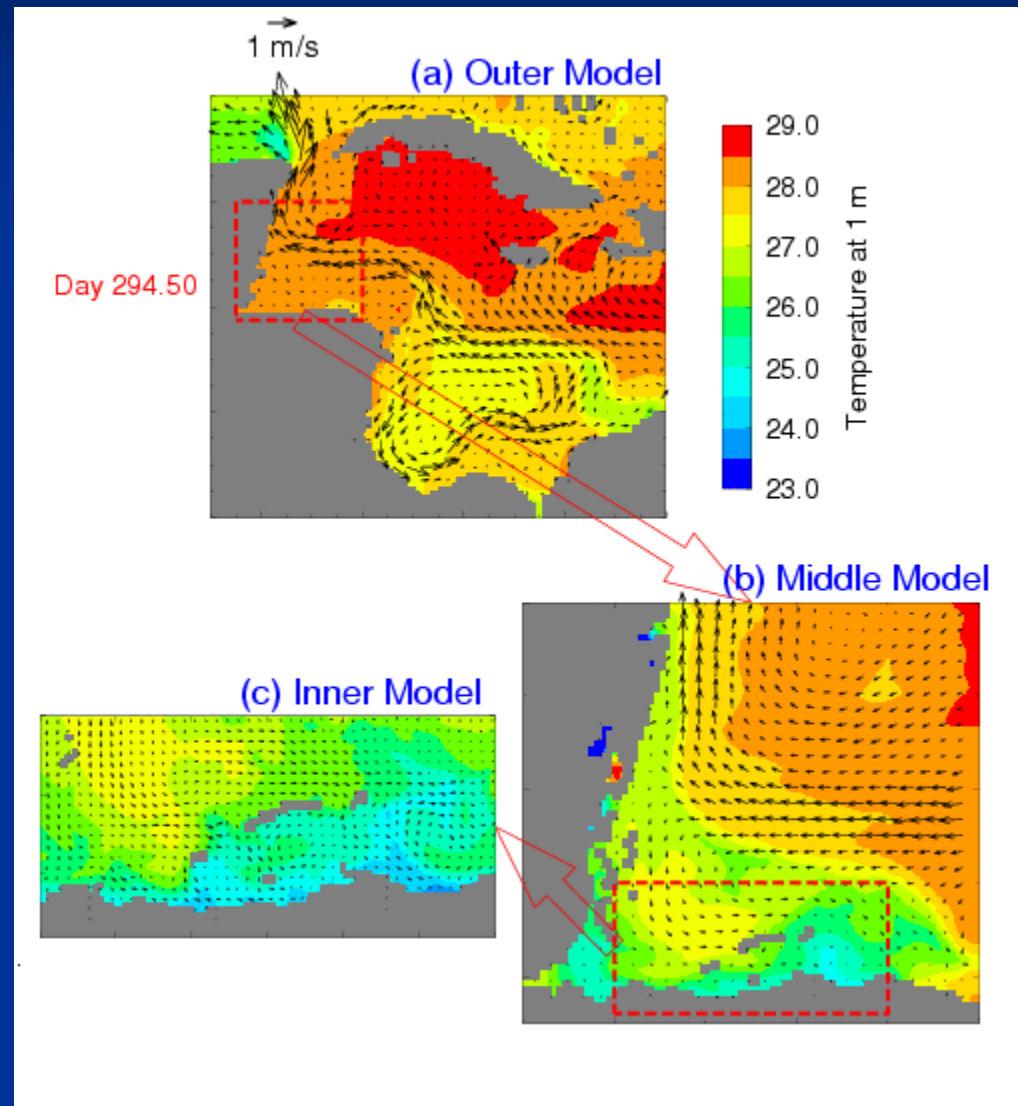 1 m/s
(a) Outer Model
Day 294.50
29.0
28.0
27.0
26.0
25.0
24.0
23.0
Temperature at 1 m
(b) Middle Model
(c) Inner Model